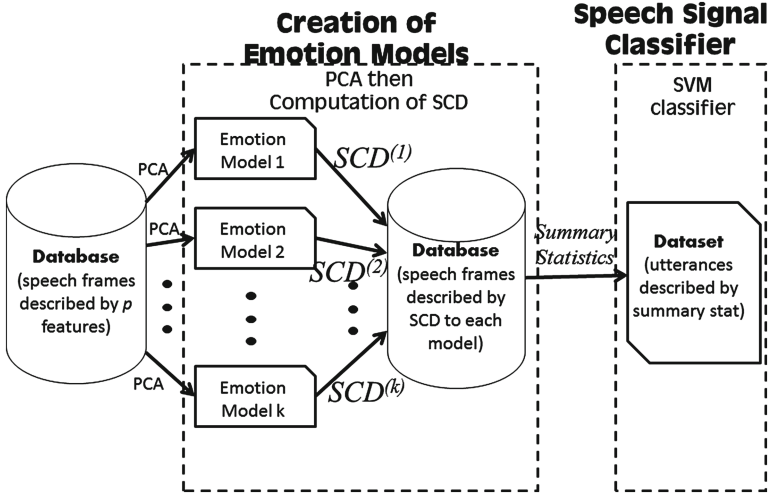 Creation of
Emotion Models
Speech Signal
Classifier
PCA then
Computation of SCD
SVM
classifier
PCA
Emotion
Model 1
SCD(1)
PCA
Emotion
Model 2
SCD(2)
Database
(speech frames
described by p
features)
Database
(speech frames
described by
SCD to each
model)
Summary
Statistics
Dataset
(utterances
described by
summary stat)
PCA
Emotion
Model k
SCD(k)